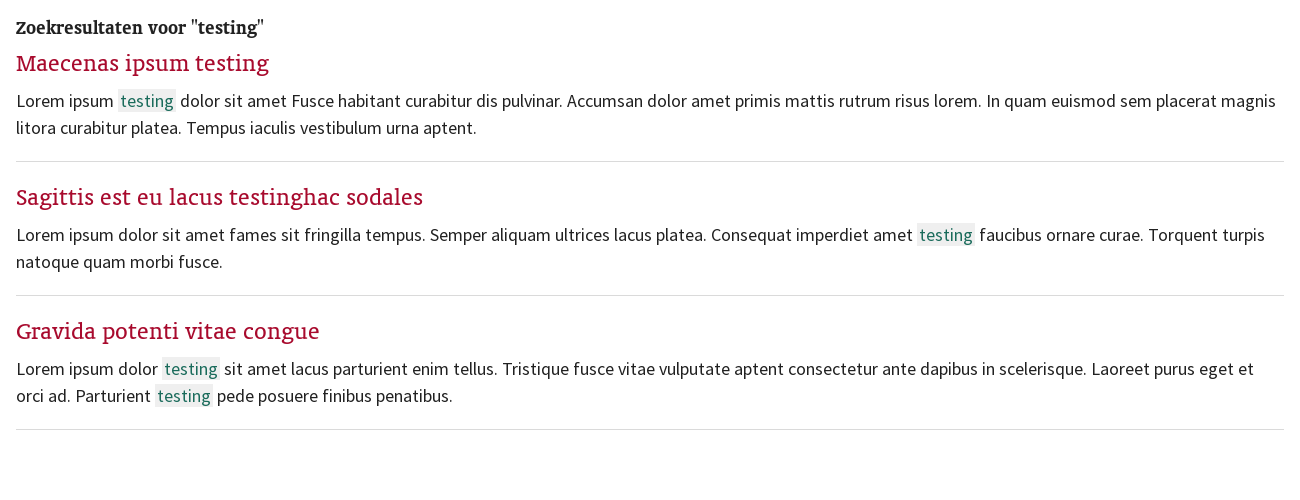 Zoekresultaten voor "testing"
Maecenas ipsum testing
Lorem ipsum testing dolor sit amet Fusce habitant curabitur dis pulvinar. Accumsan dolor amet primis mattis rutrum risus lorem. In quam euismod sem placerat magnis
litora curabitur platea. Tempus iaculis vestibulum urna aptent.
Sagittis est eu lacus testinghac sodales
Lorem ipsum dolor sit amet fames sit fringilla tempus. Semper aliquam ultrices lacus platea. Consequat imperdiet amet testing faucibus ornare curae. Torquent turpis
natoque quam morbi fusce.
Gravida potenti vitae congue
Lorem ipsum dolor testing sit amet lacus parturient enim tellus. Tristique fusce vitae vulputate aptent consectetur ante dapibus in scelerisque. Laoreet purus eget et
orci ad. Parturient testing pede posuere finibus penatibus.